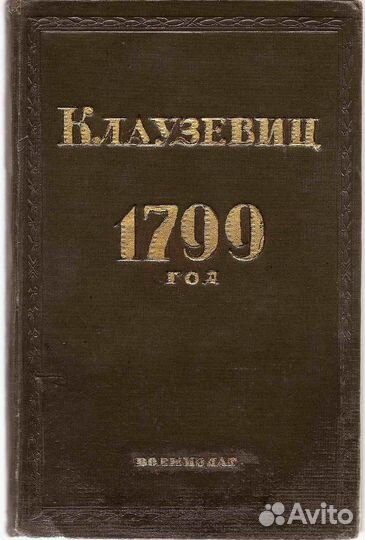 Клаузевиц
1799
год
Воениздат
Avito